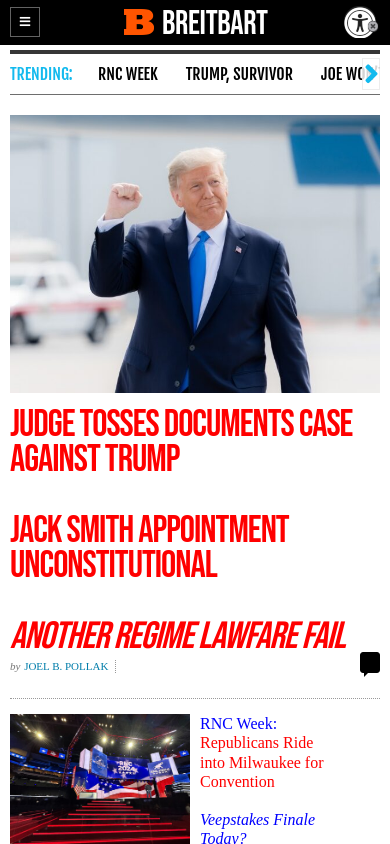 BREITBART
TRENDING:
RNC WEEK
TRUMP, SURVIVOR
JOE
JUDGE TOSSES DOCUMENTS CASE
AGAINST TRUMP
JACK SMITH APPOINTMENT
UNCONSTITUTIONAL
ANOTHER REGIME LAWFARE FAIL
by JOEL B. POLLAK
RNC Week:
Republicans Ride
into Milwaukee for
Convention
Veepstakes Finale
Today?